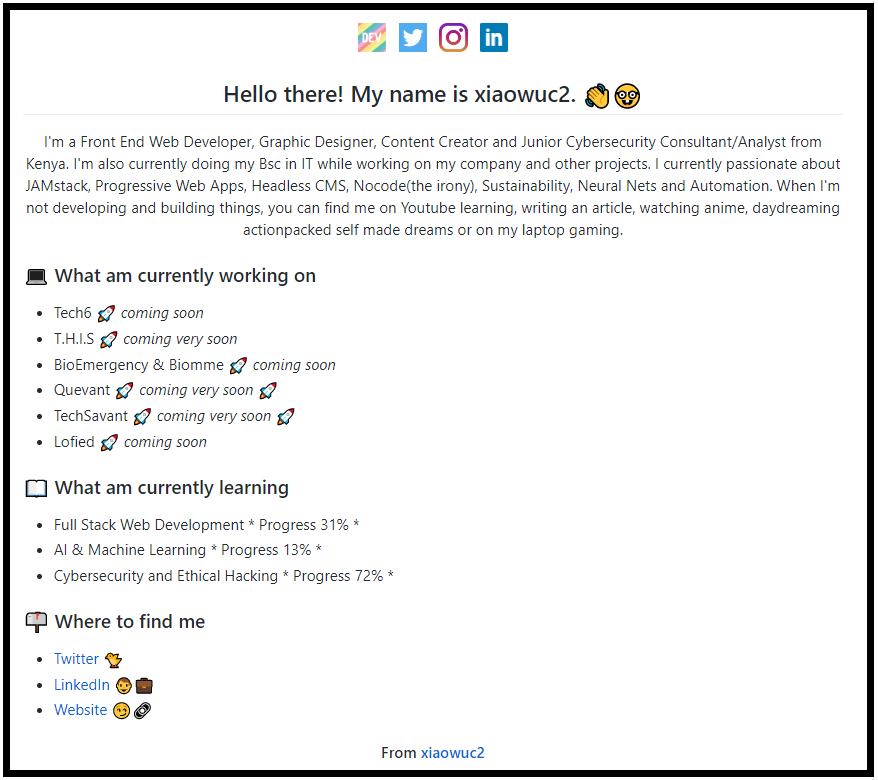 DEV
in
Hello there! My name is xiaowuc2. 👋🤓
I'm a Front End Web Developer, Graphic Designer, Content Creator and Junior Cybersecurity Consultant/Analyst from
Kenya. I'm also currently doing my Bsc in IT while working on my company and other projects. I currently passionate about
JAMstack, Progressive Web Apps, Headless CMS, Nocode(the irony), Sustainability, Neural Nets and Automation. When I'm
not developing and building things, you can find me on Youtube learning, writing an article, watching anime, daydreaming
actionpacked self made dreams or on my laptop gaming.
💻 What am currently working on
• Tech6 🚀 coming soon
• T.H.I.S 🚀 coming very soon
• BioEmergency & Biomme 🚀 coming soon
• Quevant 🚀 coming very soon 🚀
• TechSavant 🚀 coming very soon 🚀
• Lofied 🚀 coming soon
📖 What am currently learning
• Full Stack Web Development * Progress 31% *
• AI & Machine Learning * Progress 13% *
• Cybersecurity and Ethical Hacking * Progress 72% *
📫 Where to find me
• Twitter 🐤
• LinkedIn 👨💼
• Website 😏🔗
From xiaowuc2